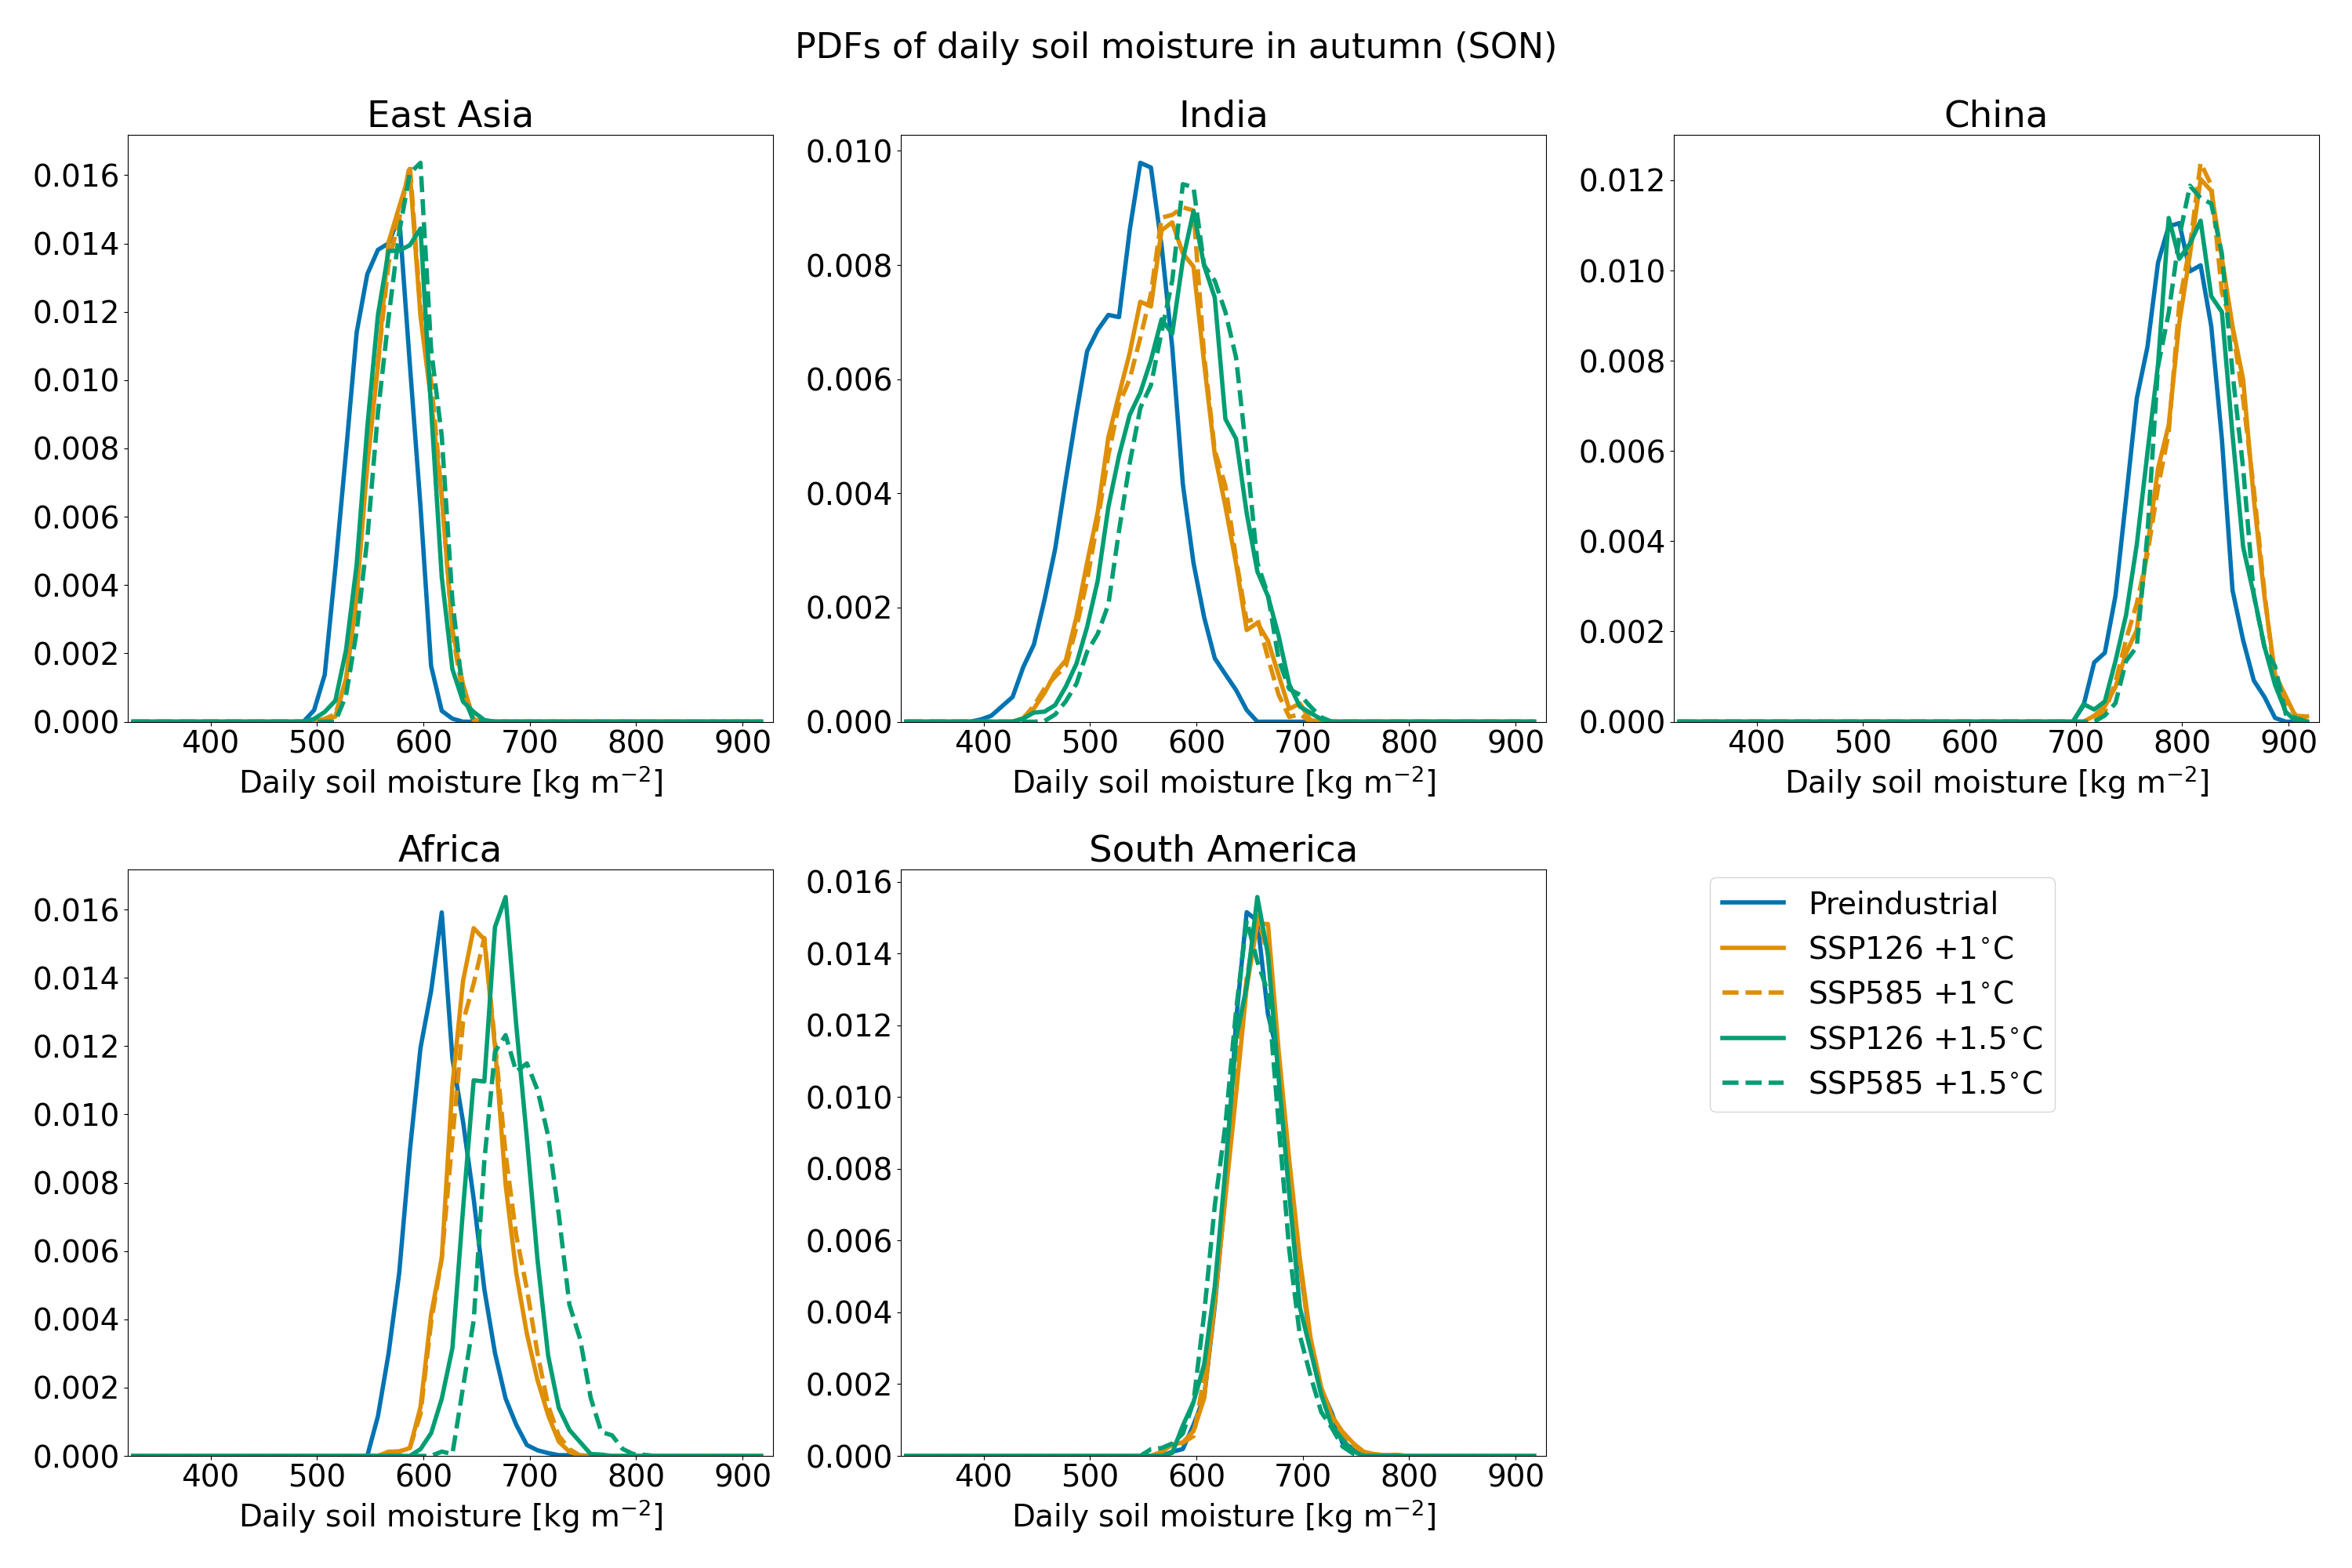 PDFs of daily soil moisture in autumn (SON)
East Asia
0.016
0.014
0.012
0.010
0.008
0.006
0.004
0.002
0.000
400 500 600 700 800 900
Daily soil moisture [kg m⁻²]
India
0.010
0.008
0.006
0.004
0.002
0.000
400 500 600 700 800 900
Daily soil moisture [kg m⁻²]
China
0.012
0.010
0.008
0.006
0.004
0.002
0.000
400 500 600 700 800 900
Daily soil moisture [kg m⁻²]
Africa
0.016
0.014
0.012
0.010
0.008
0.006
0.004
0.002
0.000
400 500 600 700 800 900
Daily soil moisture [kg m⁻²]
South America
0.016
0.014
0.012
0.010
0.008
0.006
0.004
0.002
0.000
400 500 600 700 800 900
Daily soil moisture [kg m⁻²]
Preindustrial
SSP126 +1°C
SSP585 +1°C
SSP126 +1.5°C
SSP585 +1.5°C